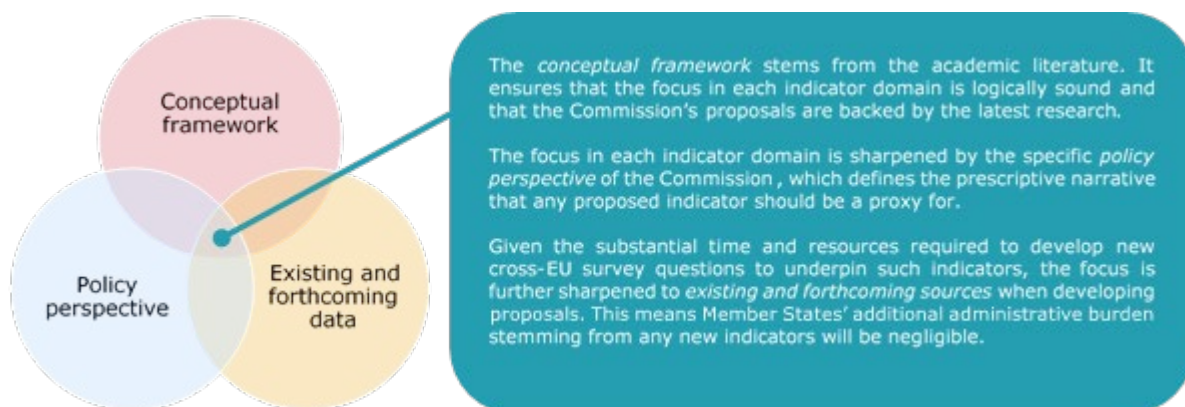 Conceptual
framework
Policy
perspective
Existing and
forthcoming
data
The conceptual framework stems from the academic literature. It
ensures that the focus in each indicator domain is logically sound and
that the Commission's proposals are backed by the latest research.
The focus in each indicator domain is sharpened by the specific policy
perspective of the Commission , which defines the prescriptive narrative
that any proposed indicator should be a proxy for.
Given the substantial time and resources required to develop new
cross-EU survey questions to underpin such indicators, the focus is
further sharpened to existing and forthcoming sources when developing
proposals. This means Member States' additional administrative burden
stemming from any new indicators will be negligible.